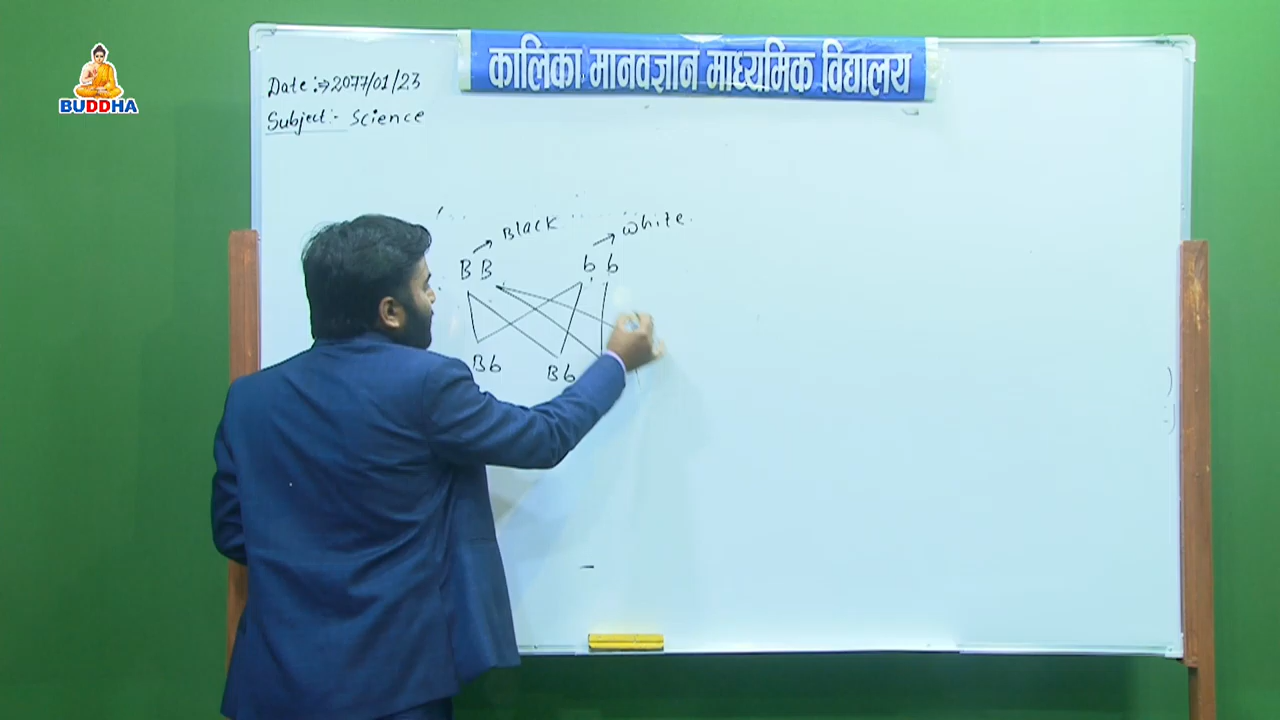 BUDDHA
कालिका मानवज्ञान माध्यमिक विद्यालय
Date :→ 2077/01/23
Subject :- Science
Black
White.
B B
b b
Bb
Bb